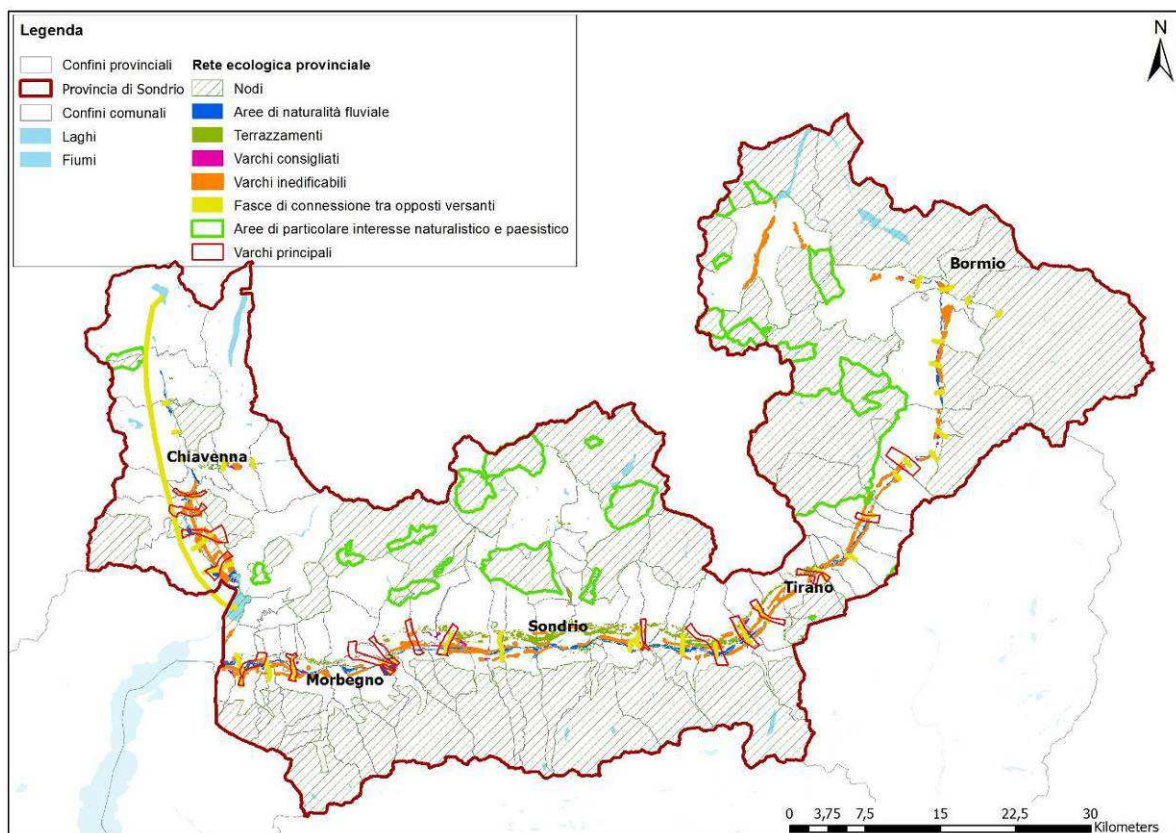 Legenda
Confini provinciali
Provincia di Sondrio
Confini comunali
Laghi
Fiumi
Rete ecologica provinciale
Nodi
Aree di naturalità fluviale
Terrazzamenti
Varchi consigliati
Varchi inedificabili
Fasce di connessione tra opposti versanti
Aree di particolare interesse naturalistico e paesistico
Varchi principali
N
Bormio
Chiavenna
Tirano
Sondrio
Morbegno
0 3,75 7,5 15 22,5 30
Kilometers